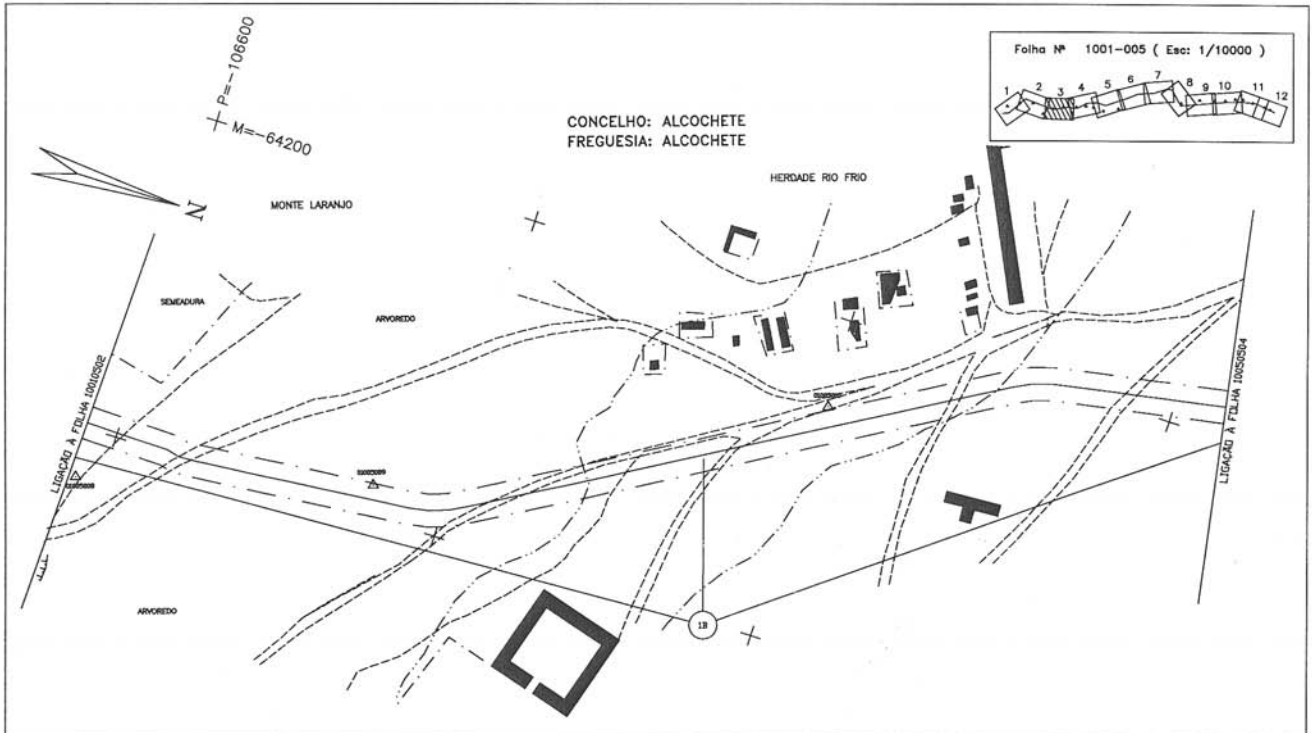 P=-106600
M=-64200
N
CONCELHO: ALCOCHETE
FREGUESIA: ALCOCHETE
Folha Nº 1001-005 ( Esc: 1/10000 )
1 2 3 4 5 6 7 8 9 10 11 12
MONTE LARANJO
HERDADE RIO FRIO
SEMEADURA
ARVOREDO
LIGAÇÃO À FOLHA 10010502
LIGAÇÃO À FOLHA 10050504
ARVOREDO
1B